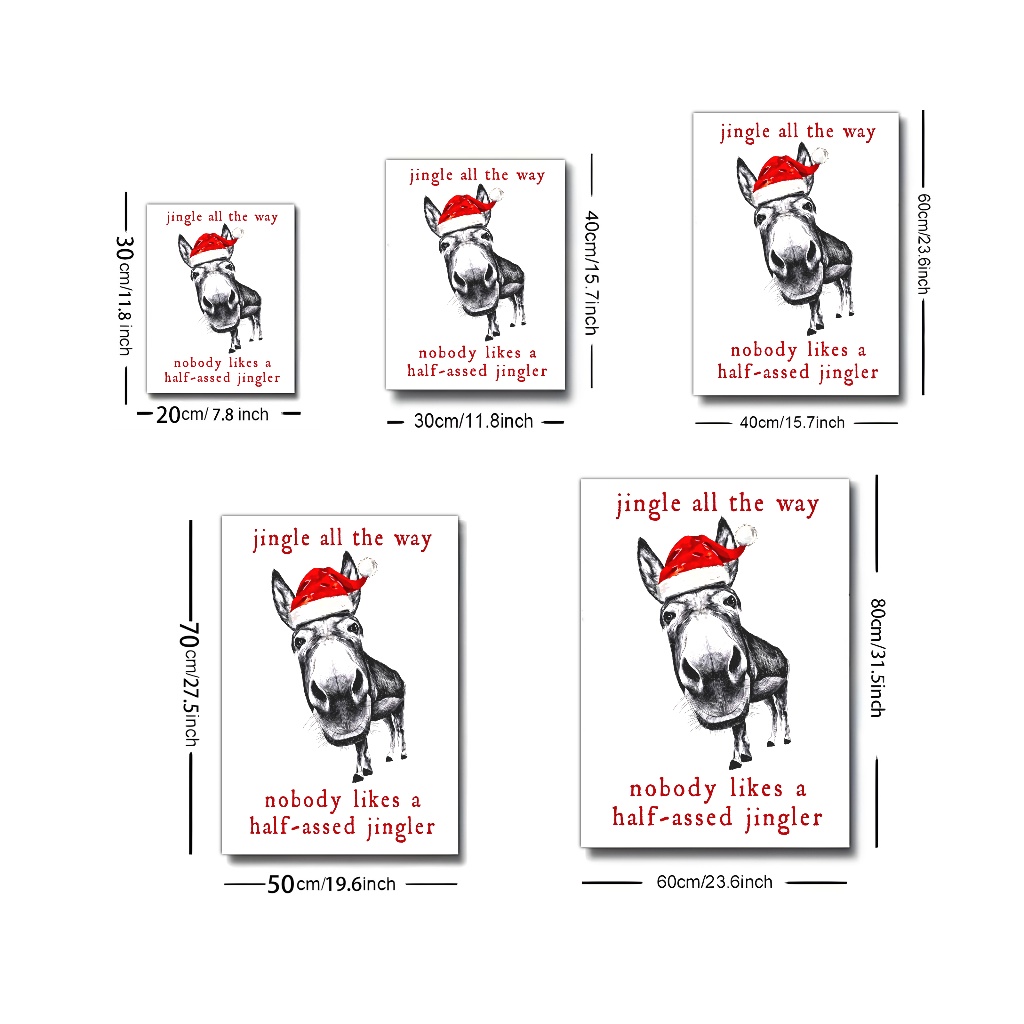 jingle all the way
nobody likes a
half-assed jingler
30cm/11.8 inch
20cm/ 7.8 inch
jingle all the way
nobody likes a
half-assed jingler
40cm/15.7inch
30cm/11.8inch
jingle all the way
nobody likes a
half-assed jingler
60cm/23.6inch
40cm/15.7inch
jingle all the way
nobody likes a
half-assed jingler
70cm/27.5inch
50cm/19.6inch
jingle all the way
nobody likes a
half-assed jingler
80cm/31.5inch
60cm/23.6inch